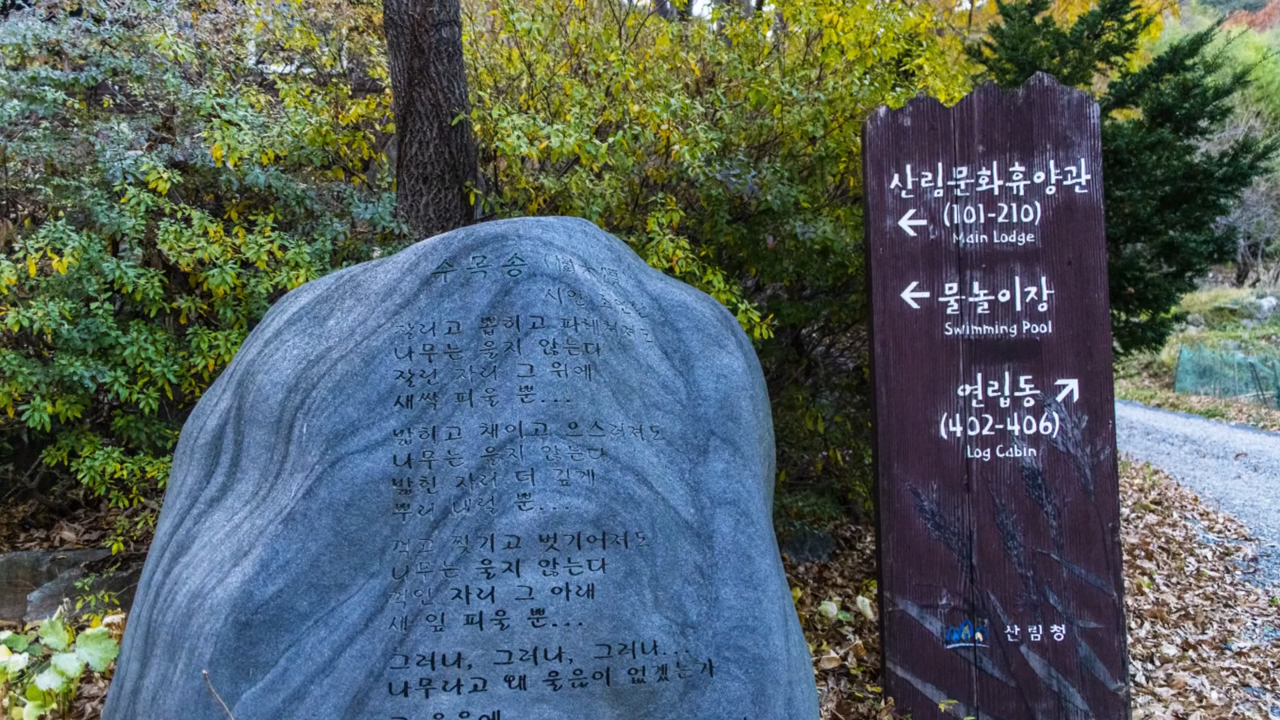 수목송
시인
잘리고 뽑히고 파헤쳐져도
나무는 울지 않는다
잘린 자리 그 위에
새싹 피울 뿐...
밟히고 채이고 으스러져도
나무는 울지 않는다
밟힌 자리 더 깊게
뿌리 내릴 뿐...
꺾고 찢기고 벗기어져도
나무는 울지 않는다
꺾인 자리 그 아래
새 잎 피울 뿐...
그러나, 그러나, 그러나...
나무라고 왜 울음이 없겠는가
그 울음에
산림문화휴양관
← (101-210)
Main Lodge
← 물놀이장
Swimming Pool
연립동 ↗
(402-406)
Log Cabin
산림청